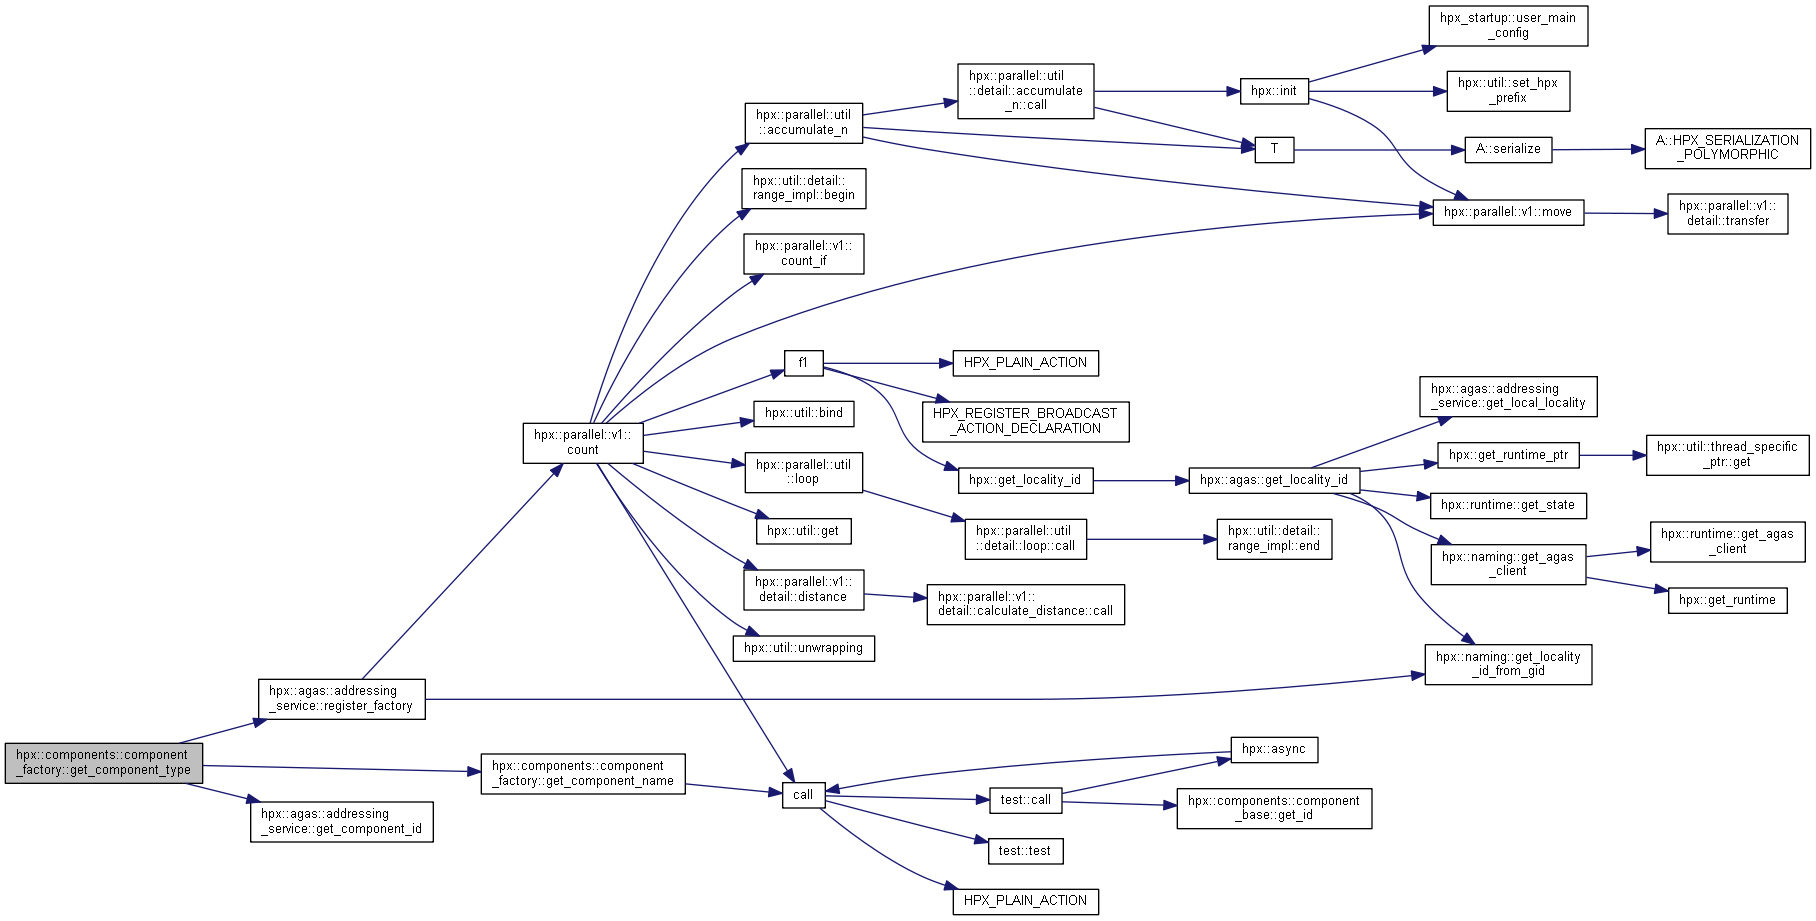 hpx_startup::user_main
_config
hpx::parallel::util
::detail::accumulate
_n::call
hpx::init
hpx::util::set_hpx
_prefix
hpx::parallel::util
::accumulate_n
T
A::serialize
A::HPX_SERIALIZATION
_POLYMORPHIC
hpx::util::detail::
range_impl::begin
hpx::parallel::v1::move
hpx::parallel::v1::
detail::transfer
hpx::parallel::v1::
count_if
f1
HPX_PLAIN_ACTION
hpx::util::bind
HPX_REGISTER_BROADCAST
_ACTION_DECLARATION
hpx::agas::addressing
_service::get_local_locality
hpx::parallel::v1::
count
hpx::parallel::util
::loop
hpx::get_locality_id
hpx::agas::get_locality_id
hpx::get_runtime_ptr
hpx::util::thread_specific
_ptr::get
hpx::runtime::get_state
hpx::util::get
hpx::parallel::util
::detail::loop::call
hpx::util::detail::
range_impl::end
hpx::naming::get_agas
_client
hpx::runtime::get_agas
_client
hpx::get_runtime
hpx::parallel::v1::
detail::distance
hpx::parallel::v1::
detail::calculate_distance::call
hpx::util::unwrapping
hpx::naming::get_locality
_id_from_gid
hpx::agas::addressing
_service::register_factory
hpx::components::component
_factory::get_component_type
hpx::components::component
_factory::get_component_name
hpx::agas::addressing
_service::get_component_id
call
hpx::async
test::call
hpx::components::component
_base::get_id
test::test
HPX_PLAIN_ACTION